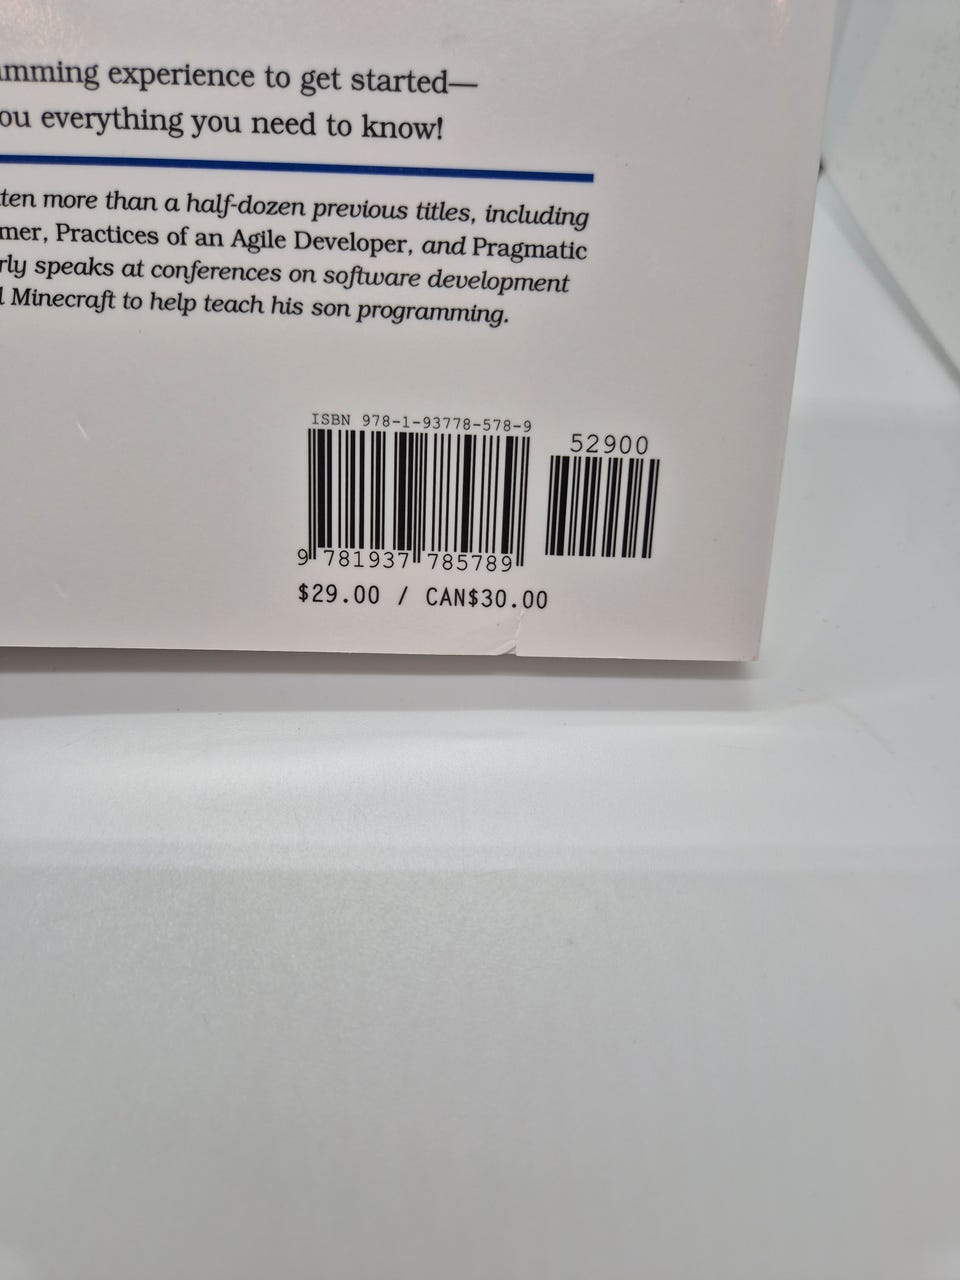 mming experience to get started—
ou everything you need to know!
ten more than a half-dozen previous titles, including
mer, Practices of an Agile Developer, and Pragmatic
rly speaks at conferences on software development
l Minecraft to help teach his son programming.
ISBN 978-1-93778-578-9
52900
9 781937 785789
$29.00 / CAN$30.00